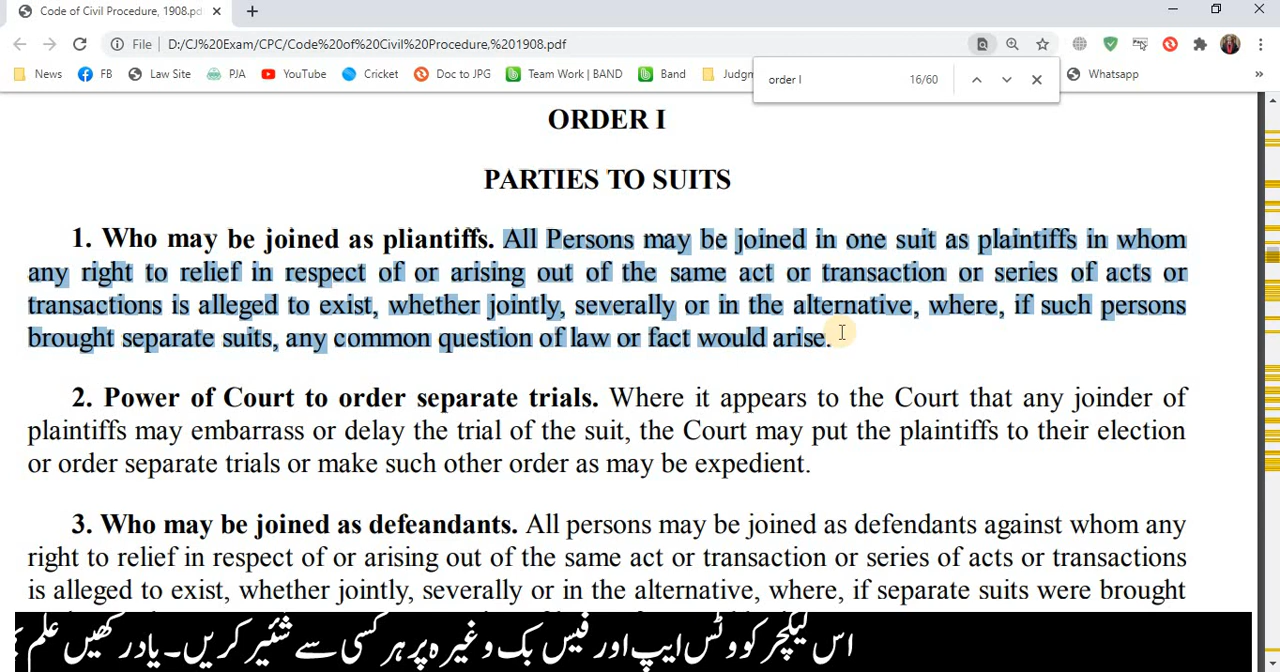 Code of Civil Procedure, 1908.pd
File D:/CJ%20Exam/CPC/Code%20of%20Civil%20Procedure,%201908.pdf
News FB Law Site PJA YouTube Cricket Doc to JPG Team Work | BAND Band Judgn Whatsapp »
order I 16/60
ORDER I
PARTIES TO SUITS
1. Who may be joined as pliantiffs. All Persons may be joined in one suit as plaintiffs in whom
any right to relief in respect of or arising out of the same act or transaction or series of acts or
transactions is alleged to exist, whether jointly, severally or in the alternative, where, if such persons
brought separate suits, any common question of law or fact would arise.
2. Power of Court to order separate trials. Where it appears to the Court that any joinder of
plaintiffs may embarrass or delay the trial of the suit, the Court may put the plaintiffs to their election
or order separate trials or make such other order as may be expedient.
3. Who may be joined as defeandants. All persons may be joined as defendants against whom any
right to relief in respect of or arising out of the same act or transaction or series of acts or transactions
is alleged to exist, whether jointly, severally or in the alternative, where, if separate suits were brought
اس لیکچر کو وٹس ایپ اور فیس بک وغیرہ پر ہر کسی سے شئیر کریں۔ یاد رکھیں علم